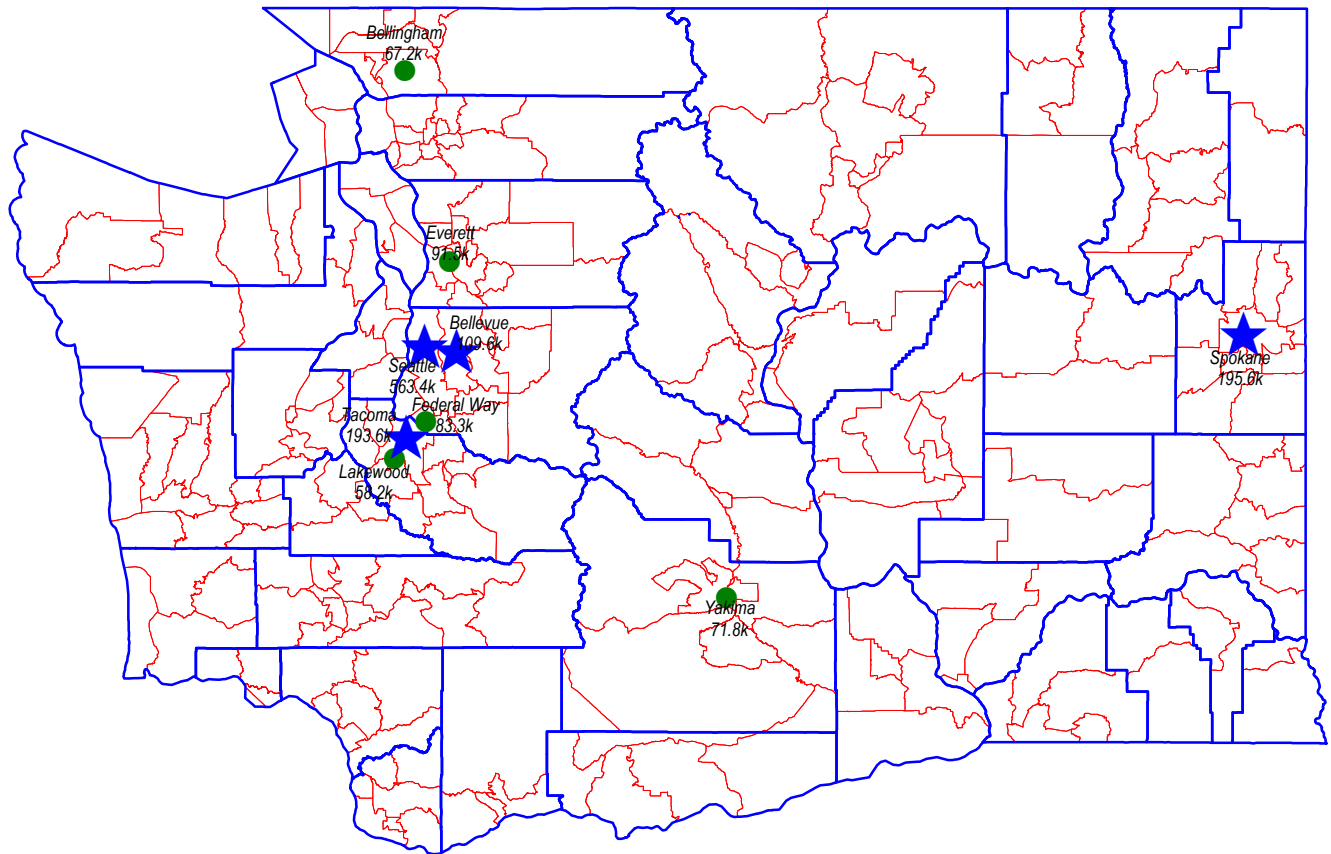 Bellingham
67.2k
Everett
91.5k
Bellevue
109.6k
Seattle
563.4k
Spokane
195.6k
Federal Way
83.3k
Tacoma
193.6k
Lakewood
58.2k
Yakima
71.8k